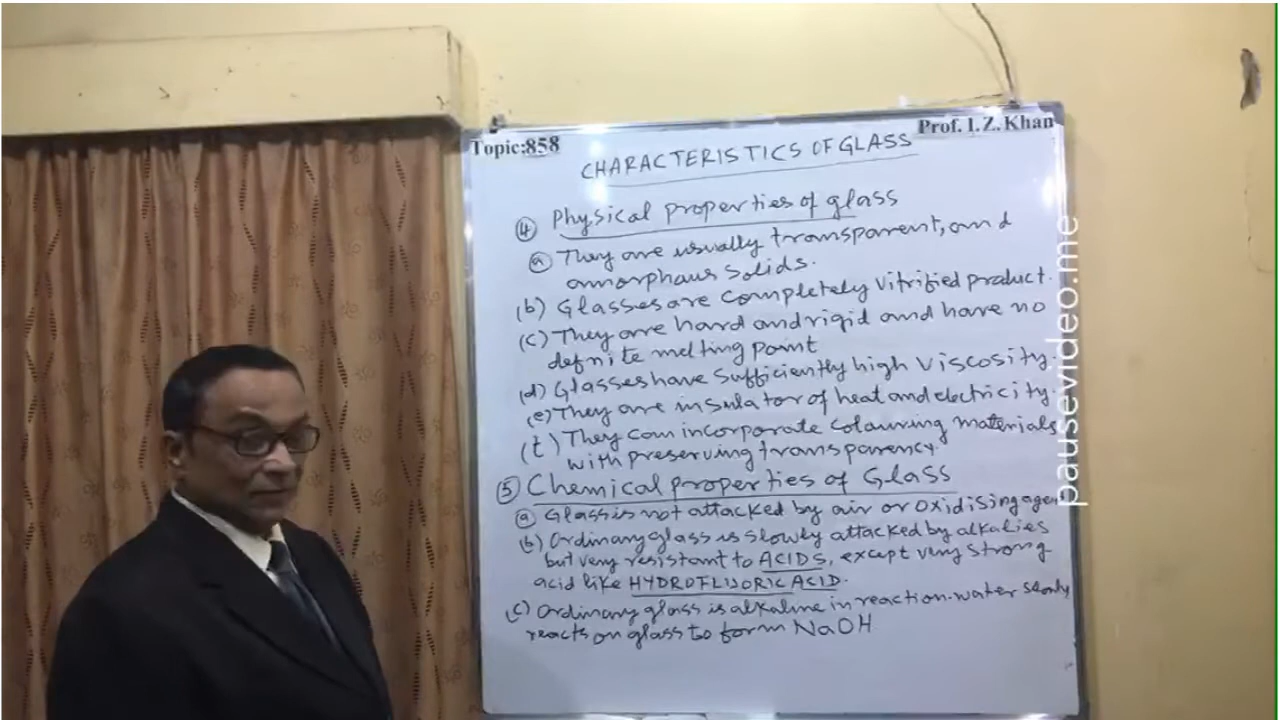 Topic:858
Prof. I.Z. Khan
CHARACTERISTICS OF GLASS
④ Physical properties of glass
ⓐ They are usually transparent, and
amorphaus solids.
(b) Glasses are completely vitrified product.
(c) They are hard and rigid and have no
definite melting point
(d) Glasses have sufficiently high viscosity.
(e) They are insulator of heat and electricity.
(f) They can incorporate colouring materials
with preserving transparency.
⑤ Chemical properties of Glass
ⓐ Glass is not attacked by air or oxidising agent
(b) Ordinary glass is slowly attacked by alkalies
but very resistant to ACIDS, except very strong
acid like HYDROFLUORIC ACID.
(c) Ordinary glass is alkaline in reaction-water slowly
reacts on glass to form NaOH
pausevideo.me